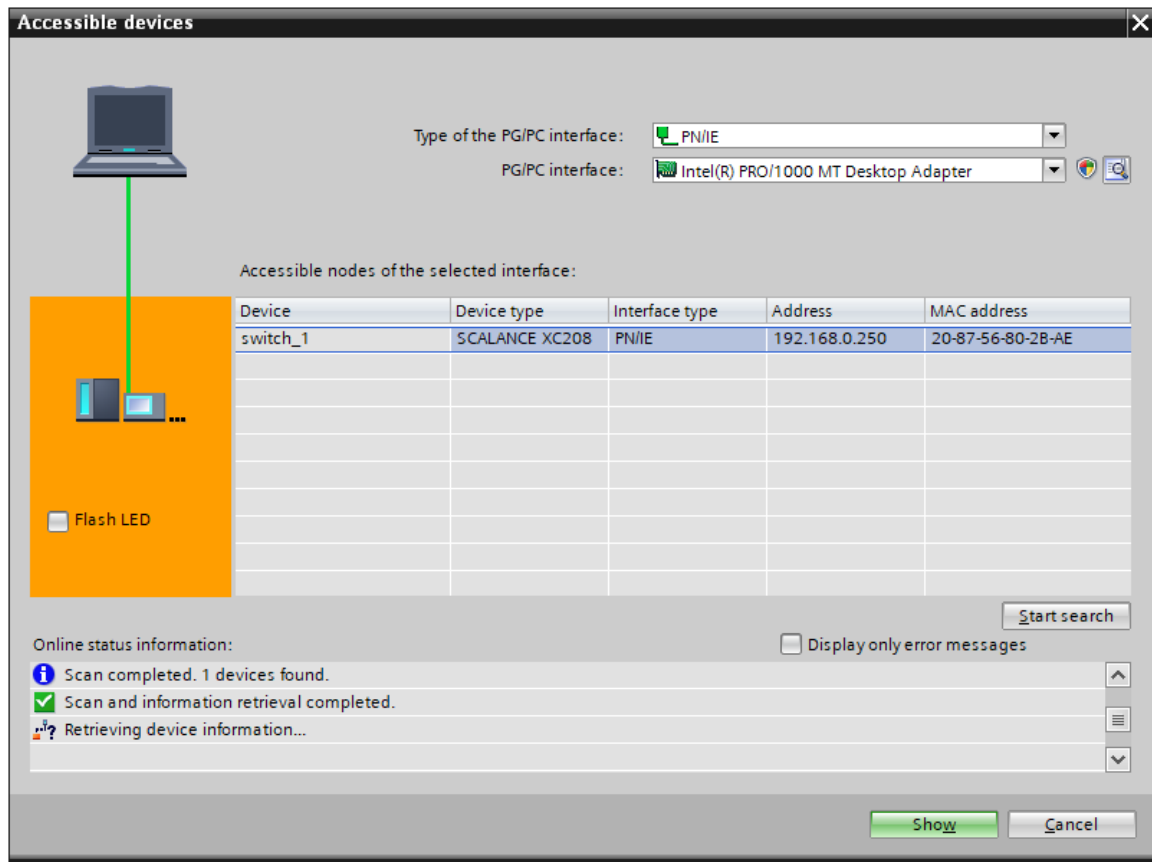 Accessible devices
Type of the PG/PC interface:
PN/IE
PG/PC interface:
Intel(R) PRO/1000 MT Desktop Adapter
Accessible nodes of the selected interface:
Device Device type Interface type Address MAC address
switch_1 SCALANCE XC208 PN/IE 192.168.0.250 20-87-56-80-2B-AE
Flash LED
Start search
Online status information:
Display only error messages
Scan completed. 1 devices found.
Scan and information retrieval completed.
Retrieving device information...
Show
Cancel